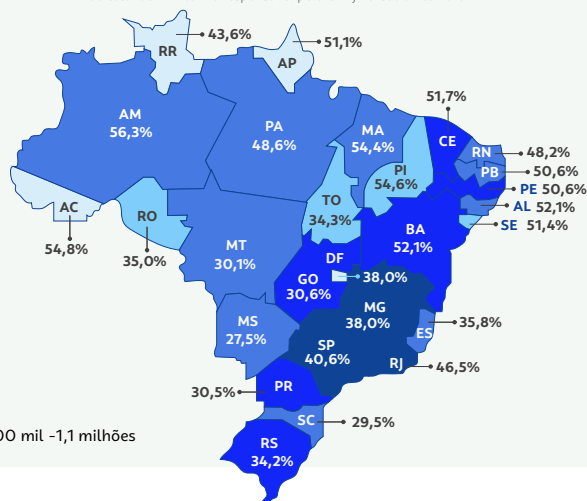 RR
43,6%
AP
51,1%
AM
56,3%
PA
48,6%
MA
54,4%
51,7%
CE
RN
48,2%
PB
50,6%
PE 50,6%
AL 52,1%
SE 51,4%
PI
54,6%
TO
34,3%
AC
54,8%
RO
35,0%
MT
30,1%
BA
52,1%
DF
38,0%
GO
30,6%
MG
38,0%
MS
27,5%
ES
35,8%
SP
40,6%
RJ
46,5%
30,5%
PR
SC
29,5%
RS
34,2%
00 mil -1,1 milhões